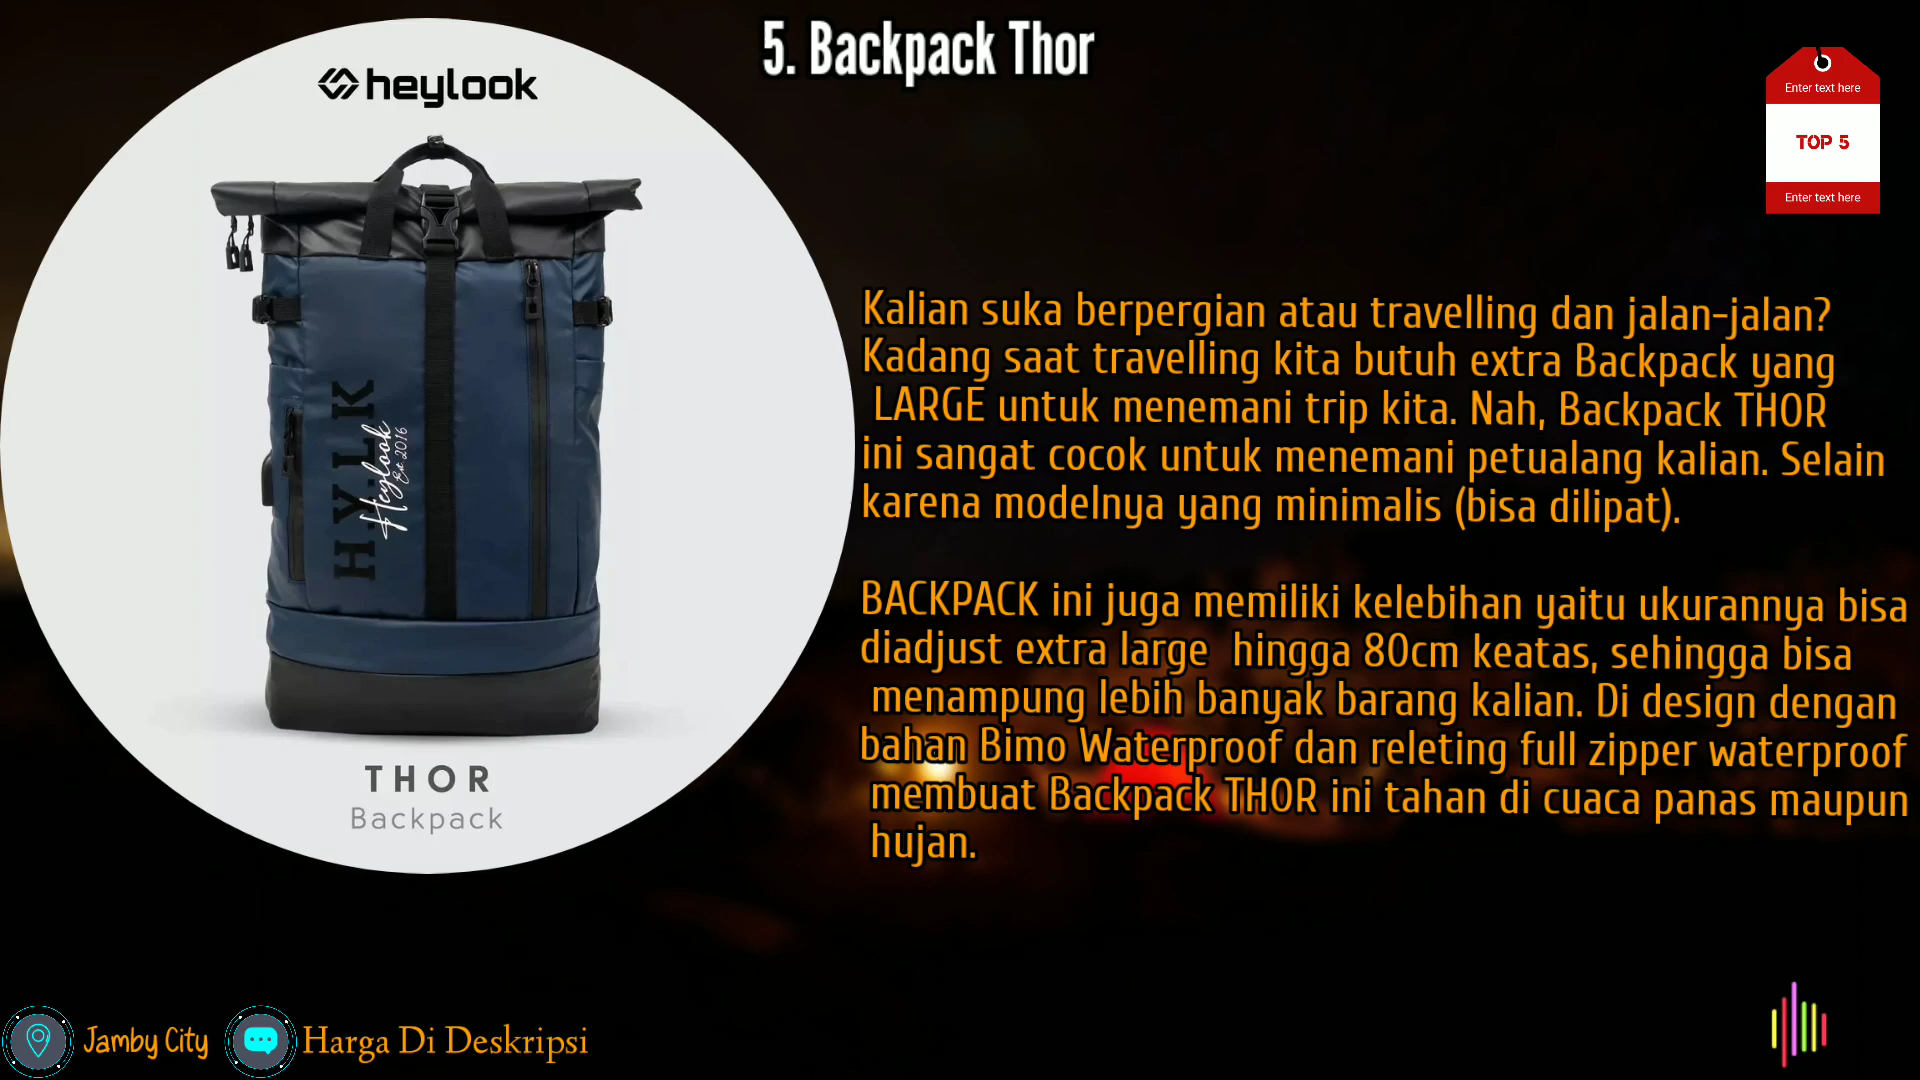 5. Backpack Thor
heylook
Enter text here
TOP 5
Enter text here
HY.LK
Heylook
Est. 2016
THOR
Backpack
Kalian suka berpergian atau travelling dan jalan-jalan?
Kadang saat travelling kita butuh extra Backpack yang
LARGE untuk menemani trip kita. Nah, Backpack THOR
ini sangat cocok untuk menemani petualang kalian. Selain
karena modelnya yang minimalis (bisa dilipat).
BACKPACK ini juga memiliki kelebihan yaitu ukurannya bisa
diadjust extra large hingga 80cm keatas, sehingga bisa
menampung lebih banyak barang kalian. Di design dengan
bahan Bimo Waterproof dan releting full zipper waterproof
membuat Backpack THOR ini tahan di cuaca panas maupun
hujan.
Jamby City
Harga Di Deskripsi